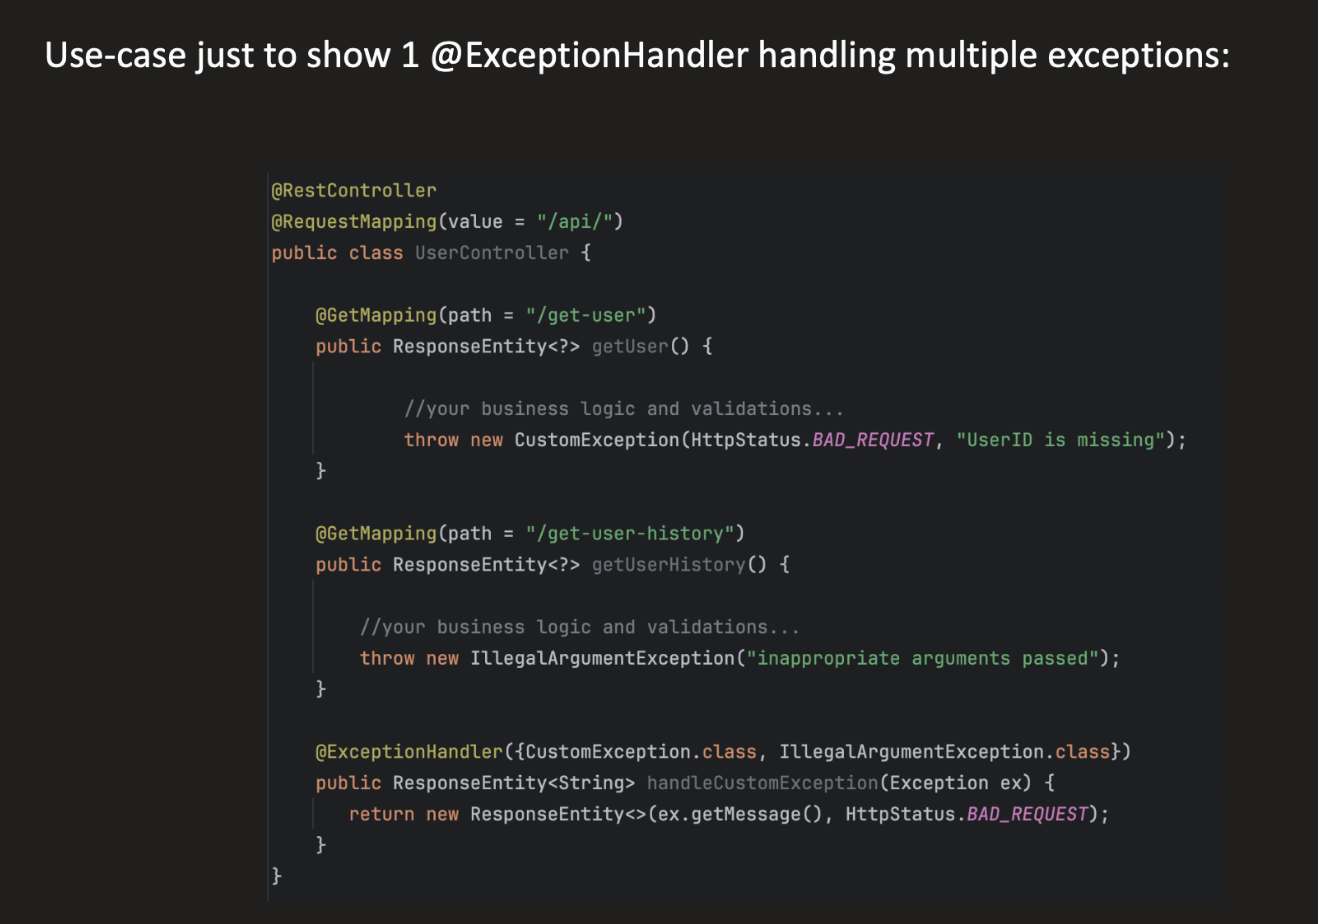 Use-case just to show 1 @ExceptionHandler handling multiple exceptions:
@RestController
@RequestMapping(value = "/api/")
public class UserController {
@GetMapping(path = "/get-user")
public ResponseEntity<?> getUser() {
//your business logic and validations...
throw new CustomException(HttpStatus.BAD_REQUEST, "UserID is missing");
}
@GetMapping(path = "/get-user-history")
public ResponseEntity<?> getUserHistory() {
//your business logic and validations...
throw new IllegalArgumentException("inappropriate arguments passed");
}
@ExceptionHandler({CustomException.class, IllegalArgumentException.class})
public ResponseEntity<String> handleCustomException(Exception ex) {
return new ResponseEntity<>(ex.getMessage(), HttpStatus.BAD_REQUEST);
}
}